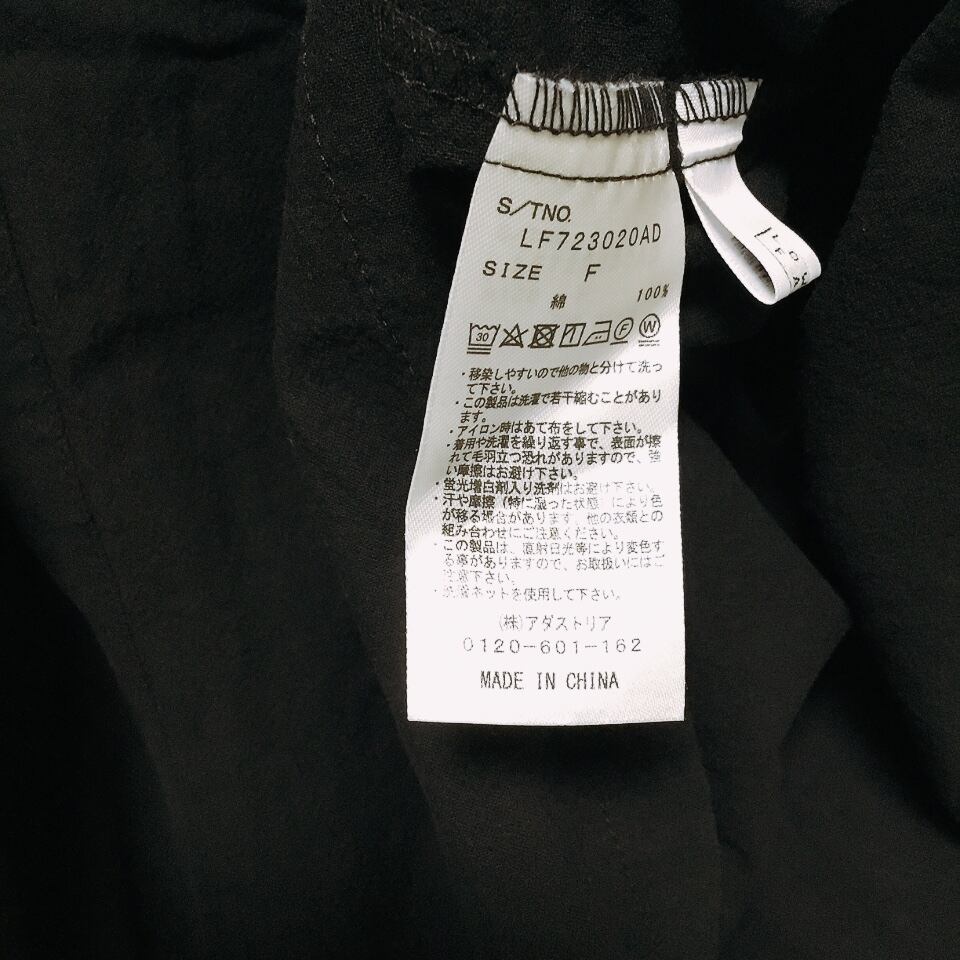 S/TNO.
LF723020AD
SIZE F
綿 100%
30 F W
・移染しやすいので他の物と分けて洗っ
て下さい。
・この製品は洗濯で若干縮むことがあり
ます。
・アイロン時はあて布をして下さい。
・着用や洗濯を繰り返す事で、表面が擦
れて毛羽立つ恐れがありますので、強
い摩擦はお避け下さい。
・蛍光増白剤入り洗剤はお避け下さい。
・汗や摩擦（特に湿った状態）により色
が移る場合があります、他の衣類との
組み合わせにご注意ください。
・この製品は、直射日光等により変色す
る事がありますので、お取扱いにはご
注意下さい。
・洗濯ネットを使用して下さい。
(株)アダストリア
0120-601-162
MADE IN CHINA